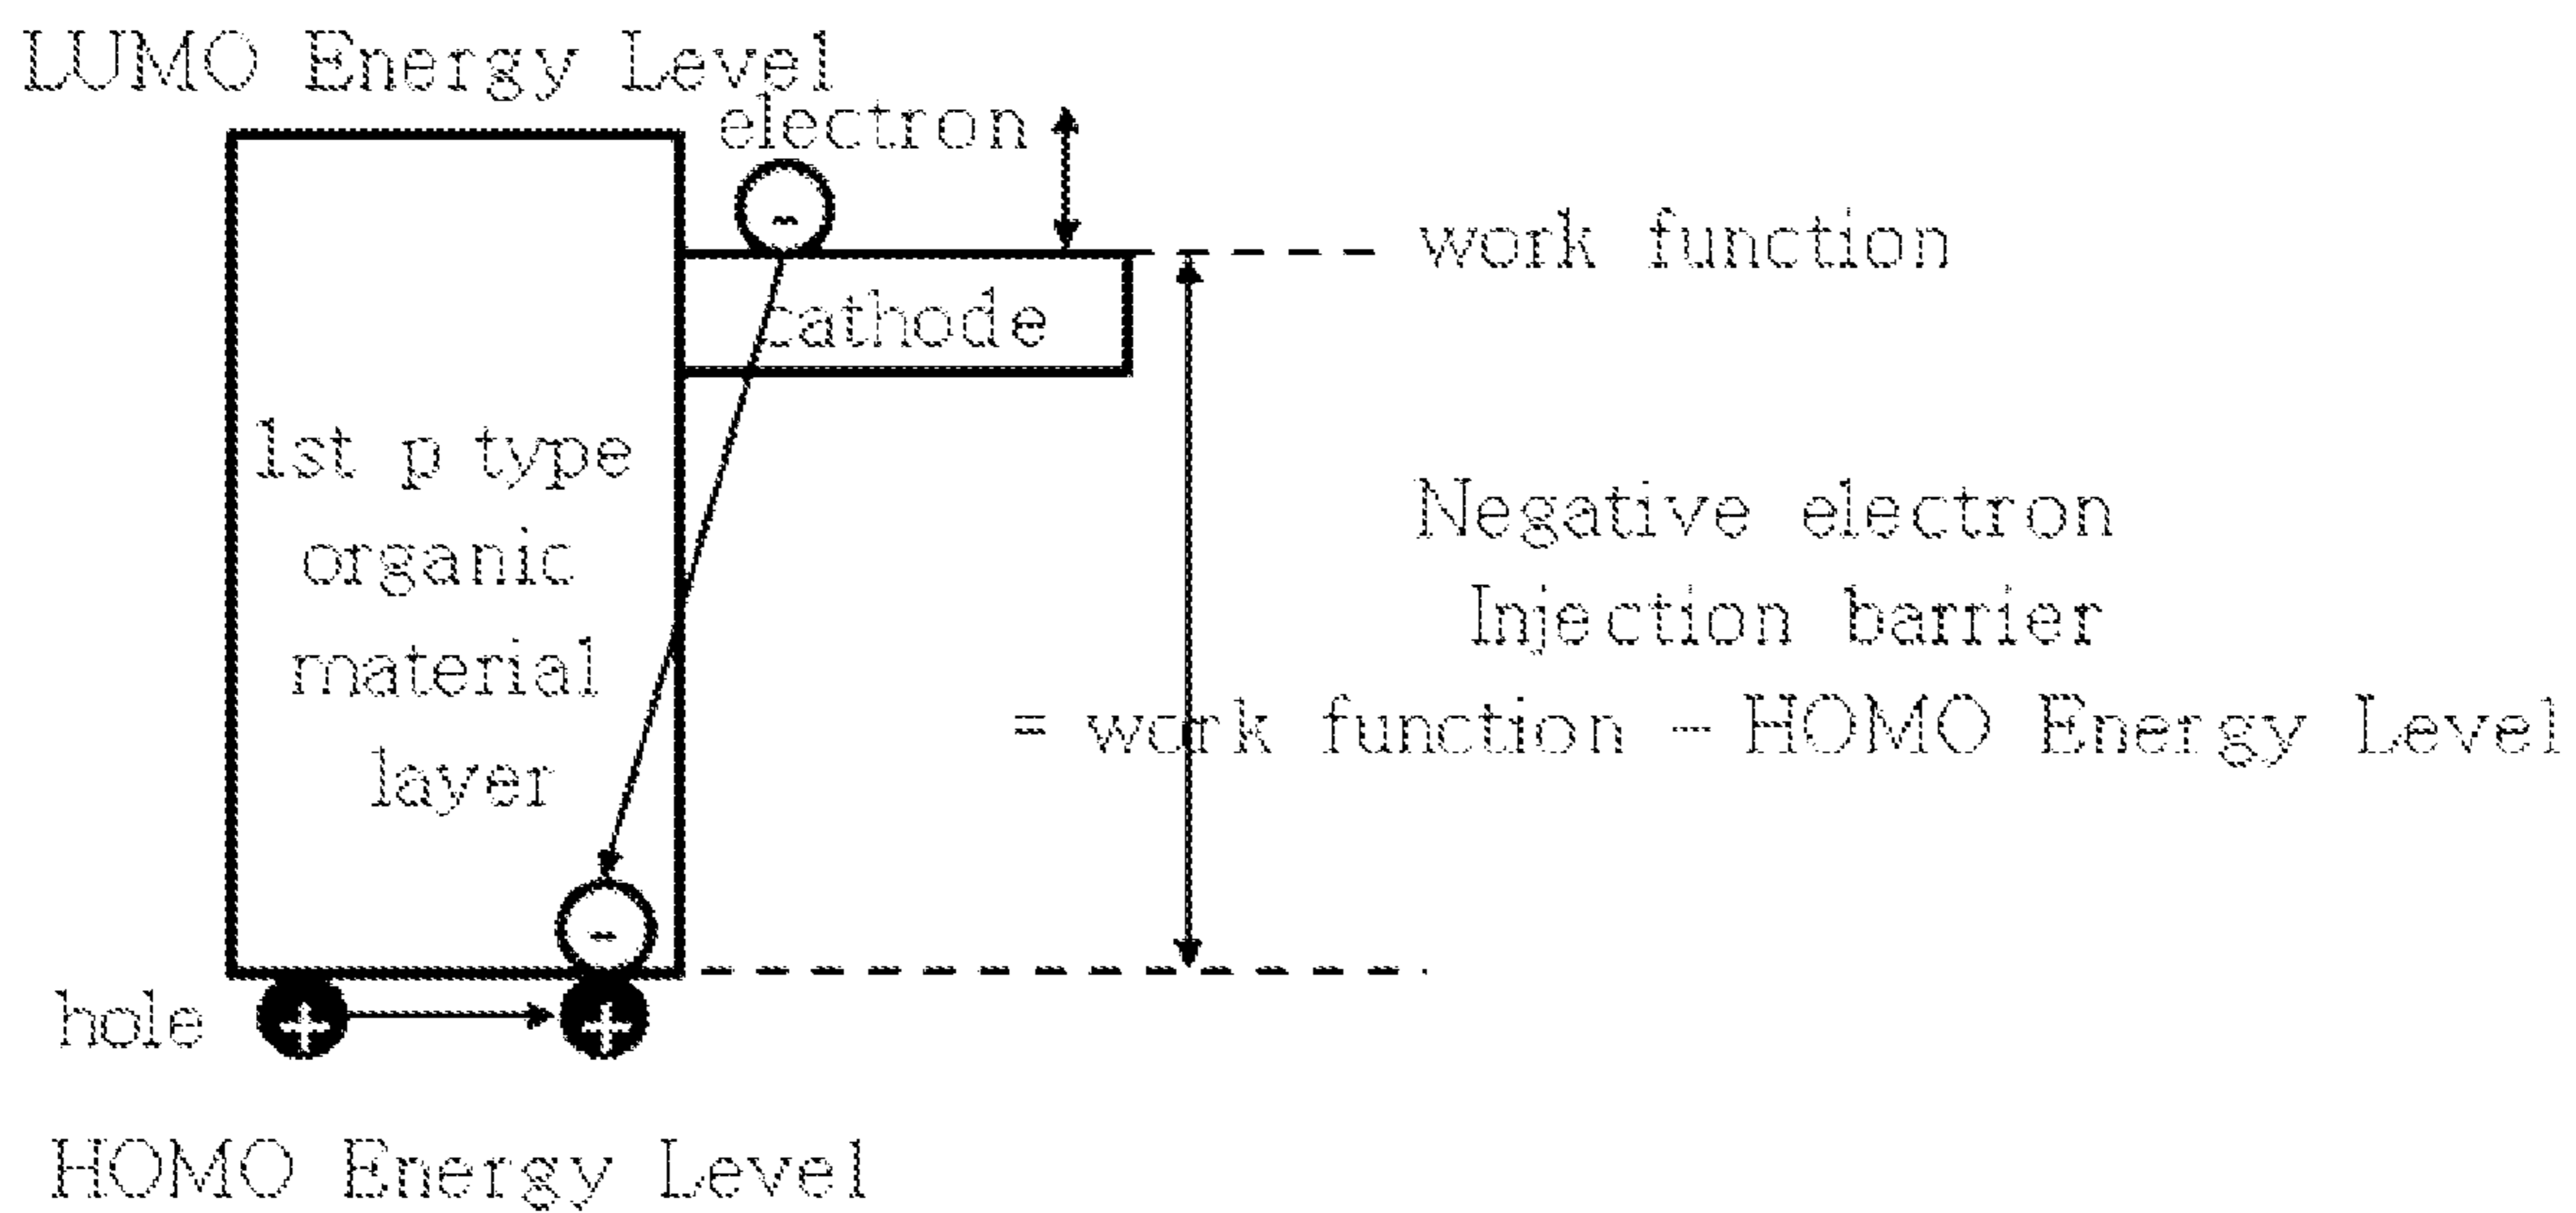 LUMO Energy Level
electron
-
work function
cathode
1st p type
organic
material
layer
Negative electron
Injection barrier
= work function - HOMO Energy Level
-
hole
+ +
HOMO Energy Level